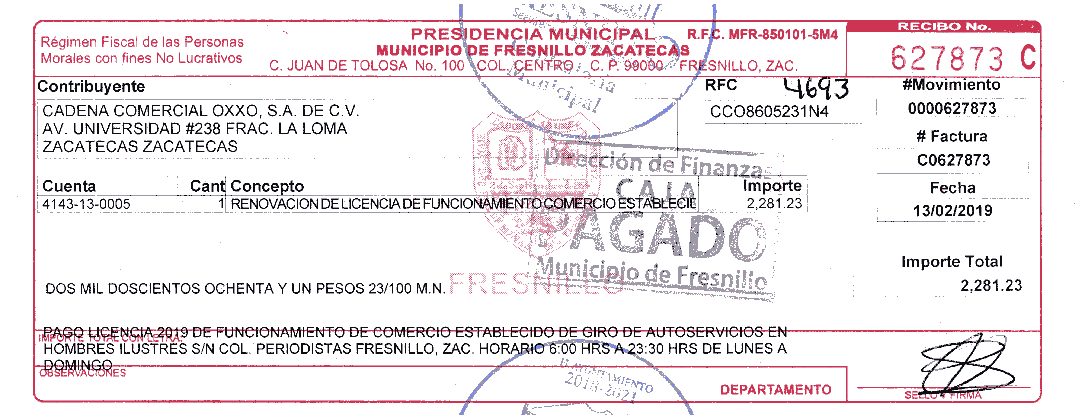 PRESIDENCIA MUNICIPAL
R.F.C. MFR-850101-5M4
RECIBO No.
Régimen Fiscal de las Personas
Morales con fines No Lucrativos
MUNICIPIO DE FRESNILLO ZACATECAS
C. JUAN DE TOLOSA No. 100 COL. CENTRO C. P. 99000 FRESNILLO, ZAC.
627873 C
Contribuyente
RFC
4693
#Movimiento
CADENA COMERCIAL OXXO, S.A. DE C.V.
CCO8605231N4
0000627873
AV. UNIVERSIDAD #238 FRAC. LA LOMA
ZACATECAS ZACATECAS
# Factura
C0627873
Municipal
Dirección de Finanzas
CAJA
PAGADO
Municipio de Fresnillo
Cuenta Cant Concepto Importe
4143-13-0005 1 RENOVACION DE LICENCIA DE FUNCIONAMIENTO COMERCIO ESTABLECIE 2,281.23
Fecha
13/02/2019
Importe Total
2,281.23
FRESNILLO
DOS MIL DOSCIENTOS OCHENTA Y UN PESOS 23/100 M.N.
IMPORTE TOTAL CON LETRA:
PAGO LICENCIA 2019 DE FUNCIONAMIENTO DE COMERCIO ESTABLECIDO DE GIRO DE AUTOSERVICIOS EN
HOMBRES ILUSTRES S/N COL. PERIODISTAS FRESNILLO, ZAC. HORARIO 6:00 HRS A 23:30 HRS DE LUNES A
DOMINGO
OBSERVACIONES
H. AYUNTAMIENTO
2018-2021
DEPARTAMENTO
SELLO Y FIRMA